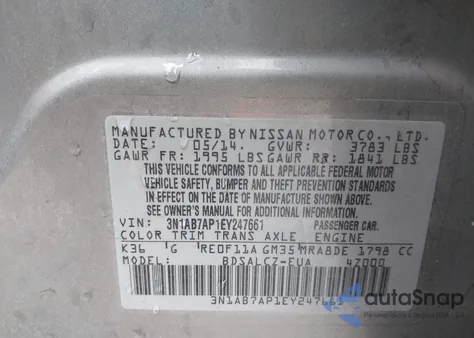 MANUFACTURED BY NISSAN MOTOR CO., LTD.
DATE: 05/14. GVWR: 3783 LBS
GAWR FR: 1995 LBS GAWR RR: 1841 LBS
THIS VEHICLE CONFORMS TO ALL APPLICABLE FEDERAL MOTOR
VEHICLE SAFETY, BUMPER AND THEFT PREVENTION STANDARDS
IN EFFECT ON THE DATE OF MANUFACTURE SHOWN ABOVE.
SEE OWNER'S MANUAL FOR ADDITIONAL INFORMATION
VIN: 3N1AB7AP1EY247661 PASSENGER CAR.
COLOR TRIM TRANS AXLE ENGINE
K36 G RE0F11A GM35 MRA8DE 1798 CC
MODEL: BDSALCZ-EUA 47000
3N1AB7AP1EY247661
autoSnap